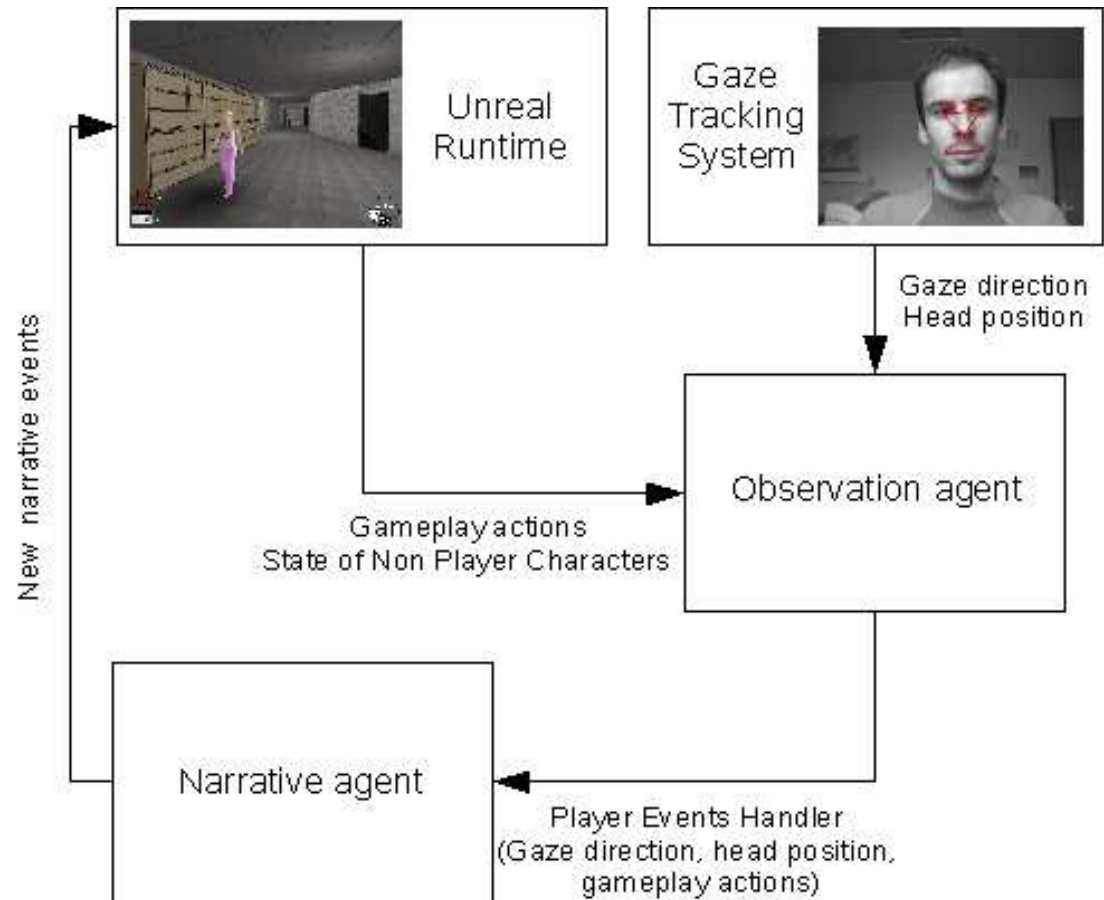 Unreal
Runtime
Gaze
Tracking
System
Gaze direction
Head position
New narrative events
Observation agent
Gameplay actions
State of Non Player Characters
Narrative agent
Player Events Handler
(Gaze direction, head position,
gameplay actions)